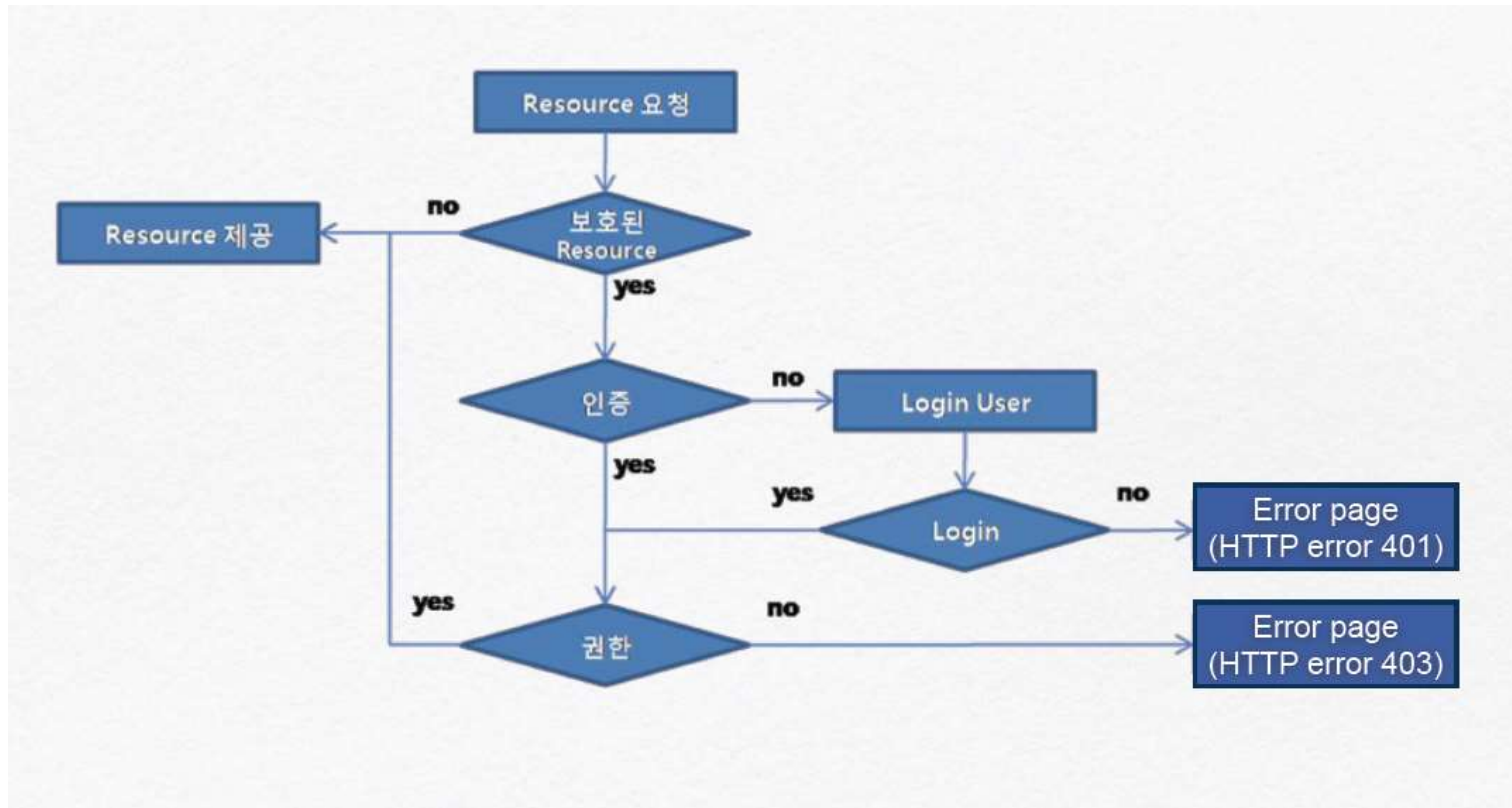 Resource 요청
no
보호된
Resource
Resource 제공
yes
인증
no
Login User
yes
yes
Login
no
Error page
(HTTP error 401)
yes
권한
no
Error page
(HTTP error 403)